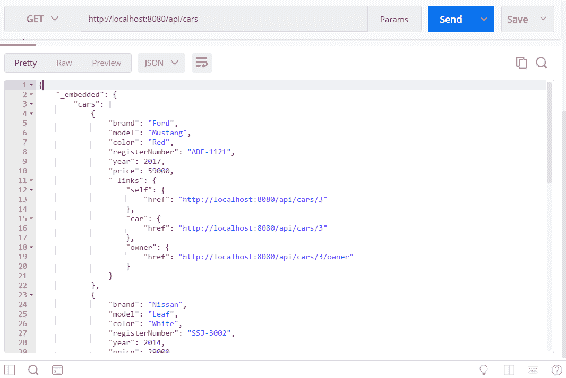 GET http://localhost:8080/api/cars Params Send Save
Pretty Raw Preview JSON
1 {
2 "_embedded": {
3 "cars": [
4 {
5 "brand": "Ford",
6 "model": "Mustang",
7 "color": "Red",
8 "registerNumber": "ADF-1121",
9 "year": 2017,
10 "price": 59000,
11 "_links": {
12 "self": {
13 "href": "http://localhost:8080/api/cars/3"
14 },
15 "car": {
16 "href": "http://localhost:8080/api/cars/3"
17 },
18 "owner": {
19 "href": "http://localhost:8080/api/cars/3/owner"
20 }
21 }
22 },
23 {
24 "brand": "Nissan",
25 "model": "Leaf",
26 "color": "White",
27 "registerNumber": "SSJ-3002",
28 "year": 2014,
29 "price": 29000